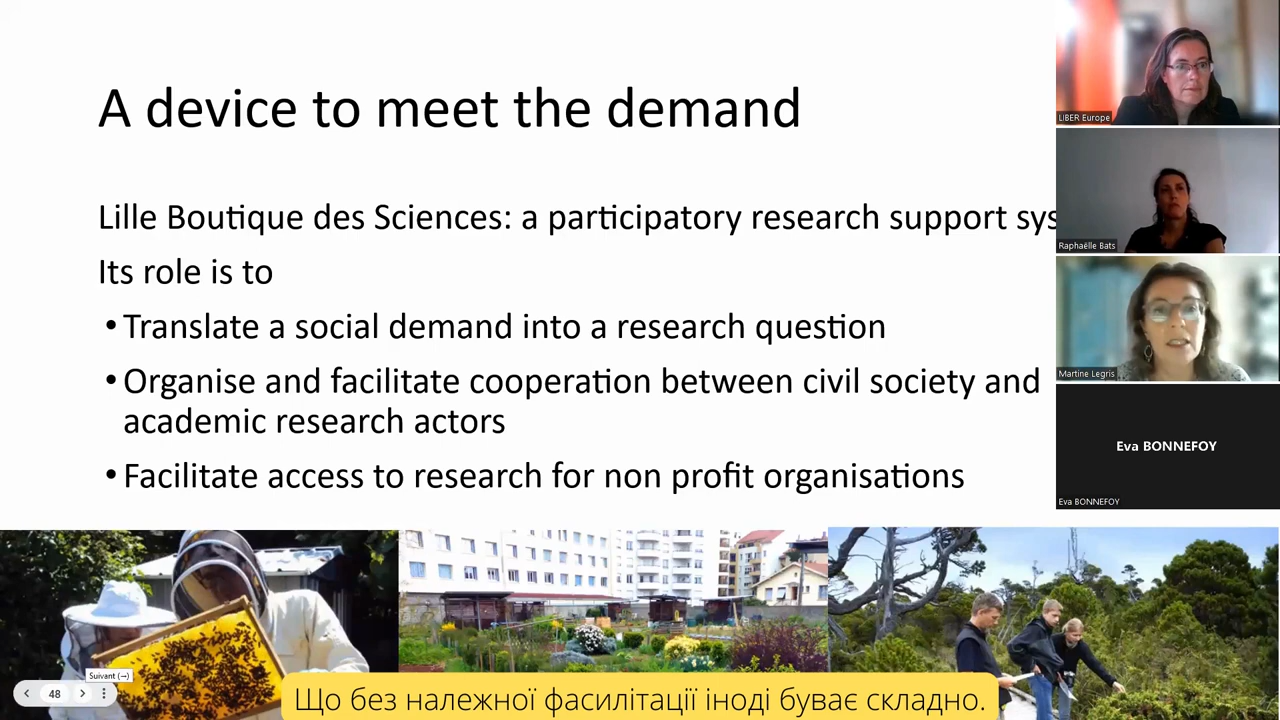 A device to meet the demand
Lille Boutique des Sciences: a participatory research support sys
Its role is to
• Translate a social demand into a research question
• Organise and facilitate cooperation between civil society and
academic research actors
• Facilitate access to research for non profit organisations
LIBER Europe
Raphaëlle Bats
Martine Legris
Eva BONNEFOY
Eva BONNEFOY
Suivant (→)
48
Що без належної фасилітації іноді буває складно.